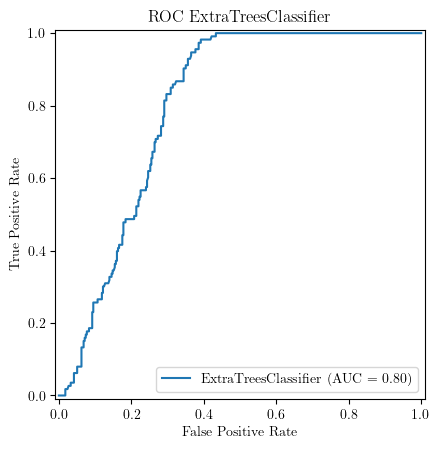 ROC ExtraTreesClassifier
1.0
0.8
0.6
0.4
0.2
0.0
True Positive Rate
ExtraTreesClassifier (AUC = 0.80)
0.0 0.2 0.4 0.6 0.8 1.0
False Positive Rate